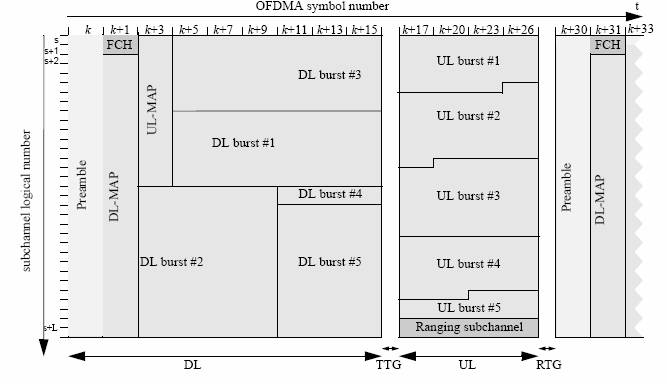 OFDMA symbol number
t
k k+1 k+3 k+5 k+7 k+9 k+11 k+13 k+15 k+17 k+20 k+23 k+26 k+30 k+31 k+33
s
s+1
s+2
s+L
subchannel logical number
Preamble
FCH
DL-MAP
UL-MAP
DL burst #3
DL burst #1
DL burst #4
DL burst #2
DL burst #5
UL burst #1
UL burst #2
UL burst #3
UL burst #4
UL burst #5
Ranging subchannel
Preamble
FCH
DL-MAP
DL TTG UL RTG